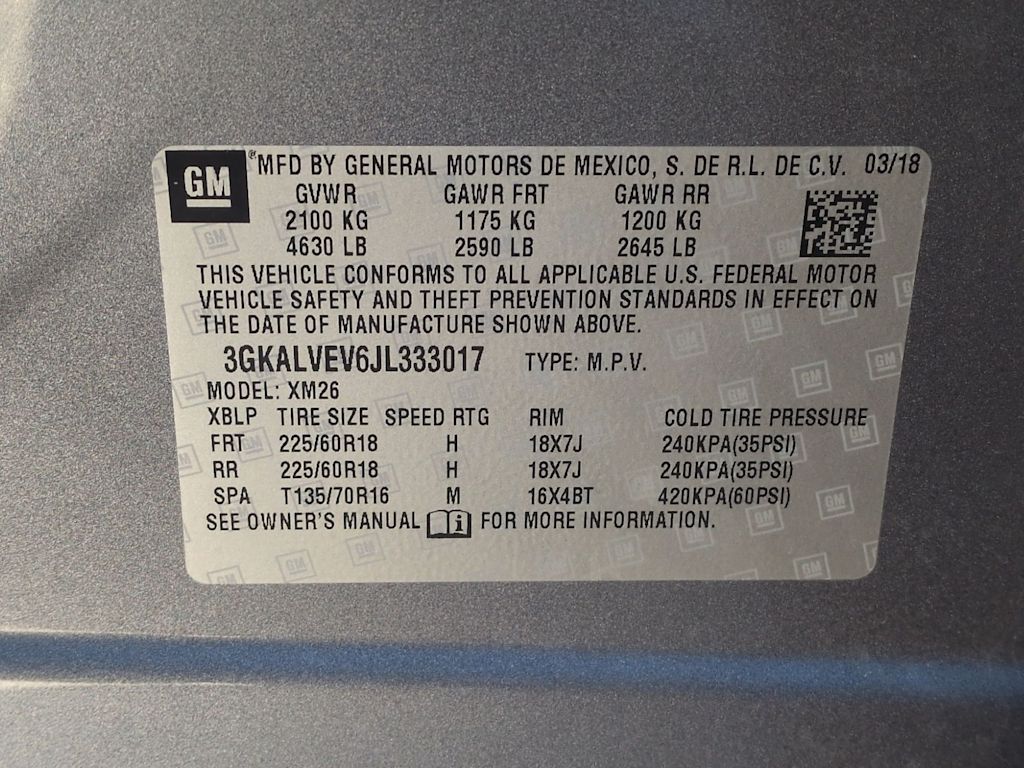 GM ® MFD BY GENERAL MOTORS DE MEXICO, S. DE R.L. DE C.V. 03/18
GVWR GAWR FRT GAWR RR
2100 KG 1175 KG 1200 KG
4630 LB 2590 LB 2645 LB
THIS VEHICLE CONFORMS TO ALL APPLICABLE U.S. FEDERAL MOTOR
VEHICLE SAFETY AND THEFT PREVENTION STANDARDS IN EFFECT ON
THE DATE OF MANUFACTURE SHOWN ABOVE.
3GKALVEV6JL333017 TYPE: M.P.V.
MODEL: XM26
XBLP TIRE SIZE SPEED RTG RIM COLD TIRE PRESSURE
FRT 225/60R18 H 18X7J 240KPA(35PSI)
RR 225/60R18 H 18X7J 240KPA(35PSI)
SPA T135/70R16 M 16X4BT 420KPA(60PSI)
SEE OWNER'S MANUAL i FOR MORE INFORMATION.